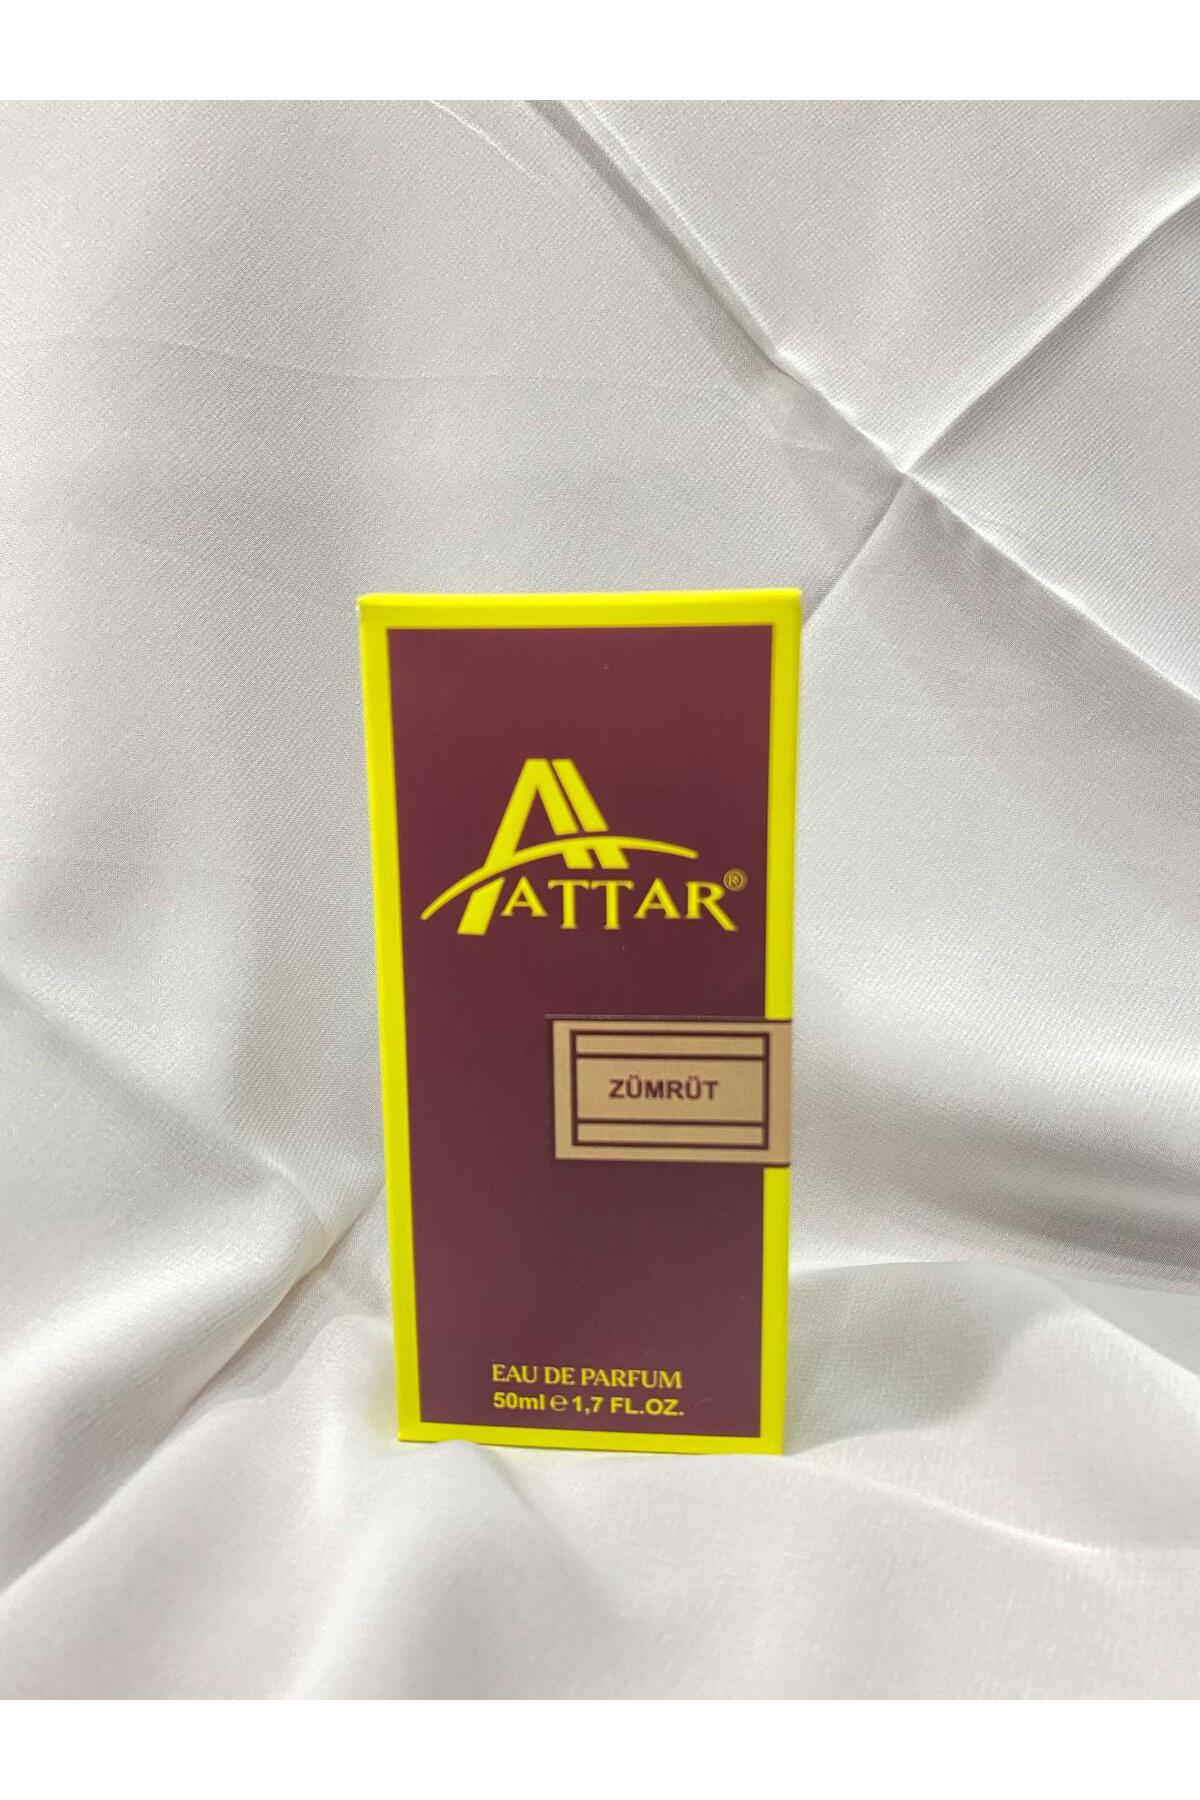 ATTAR®
ZÜMRÜT
EAU DE PARFUM
50ml ℮ 1,7 FL.OZ.